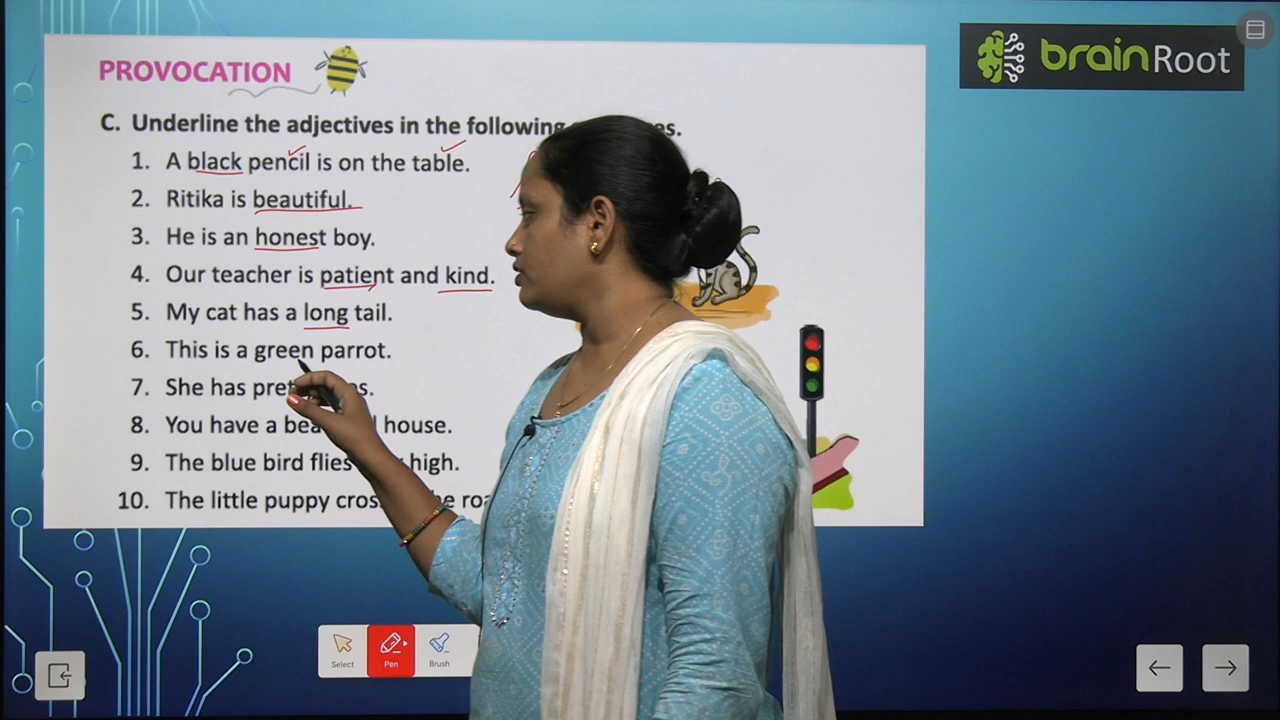 PROVOCATION
brainRoot
C. Underline the adjectives in the following
1. A black pencil is on the table.
2. Ritika is beautiful.
3. He is an honest boy.
4. Our teacher is patient and kind.
5. My cat has a long tail.
6. This is a green parrot.
7. She has
8. You have a house.
9. The blue bird flies high.
10. The little puppy
Select
Pen
Brush